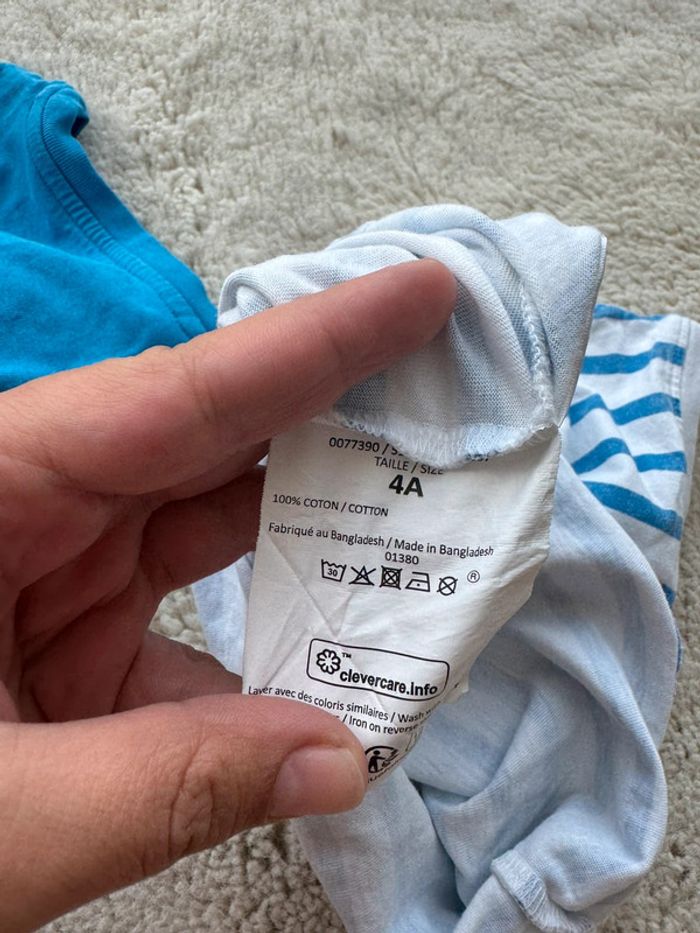 0077390 /
TAILLE / SIZE
4A
100% COTON / COTTON
Fabriqué au Bangladesh / Made in Bangladesh
01380
30
®
™
clevercare.info
Laver avec des coloris similaires / Wash
/ Iron on reverse